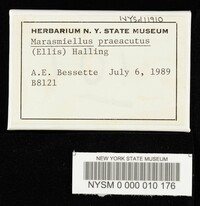 NYSd11910
HERBARIUM N. Y. STATE MUSEUM
Marasmiellus praeacutus
(Ellis) Halling
A.E. Bessette July 6, 1989
B8121
NEW YORK STATE MUSEUM
NYSM 0 000 010 176